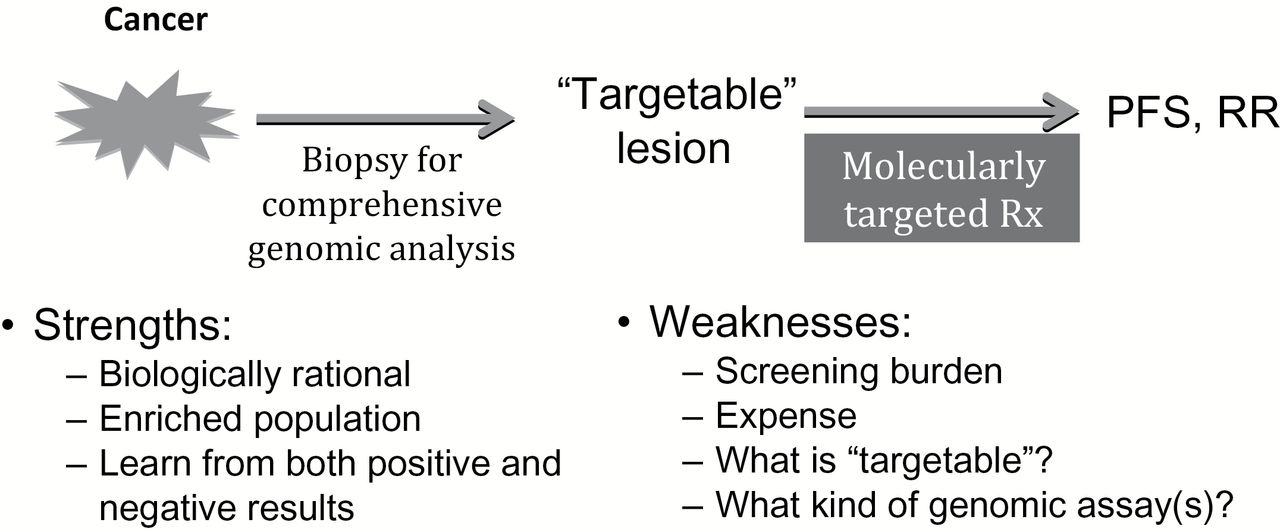 Cancer
Biopsy for
comprehensive
genomic analysis
“Targetable”
lesion
Molecularly
targeted Rx
PFS, RR
• Strengths:
– Biologically rational
– Enriched population
– Learn from both positive and
negative results
• Weaknesses:
– Screening burden
– Expense
– What is “targetable”?
– What kind of genomic assay(s)?